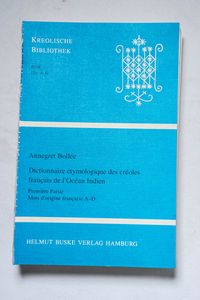 KREOLISCHE
BIBLIOTHEK
Annegret Bollée
Dictionnaire étymologique des créoles
français de l'Océan Indien
Première Partie
Mots d'origine française A-D
HELMUT BUSKE VERLAG HAMBURG